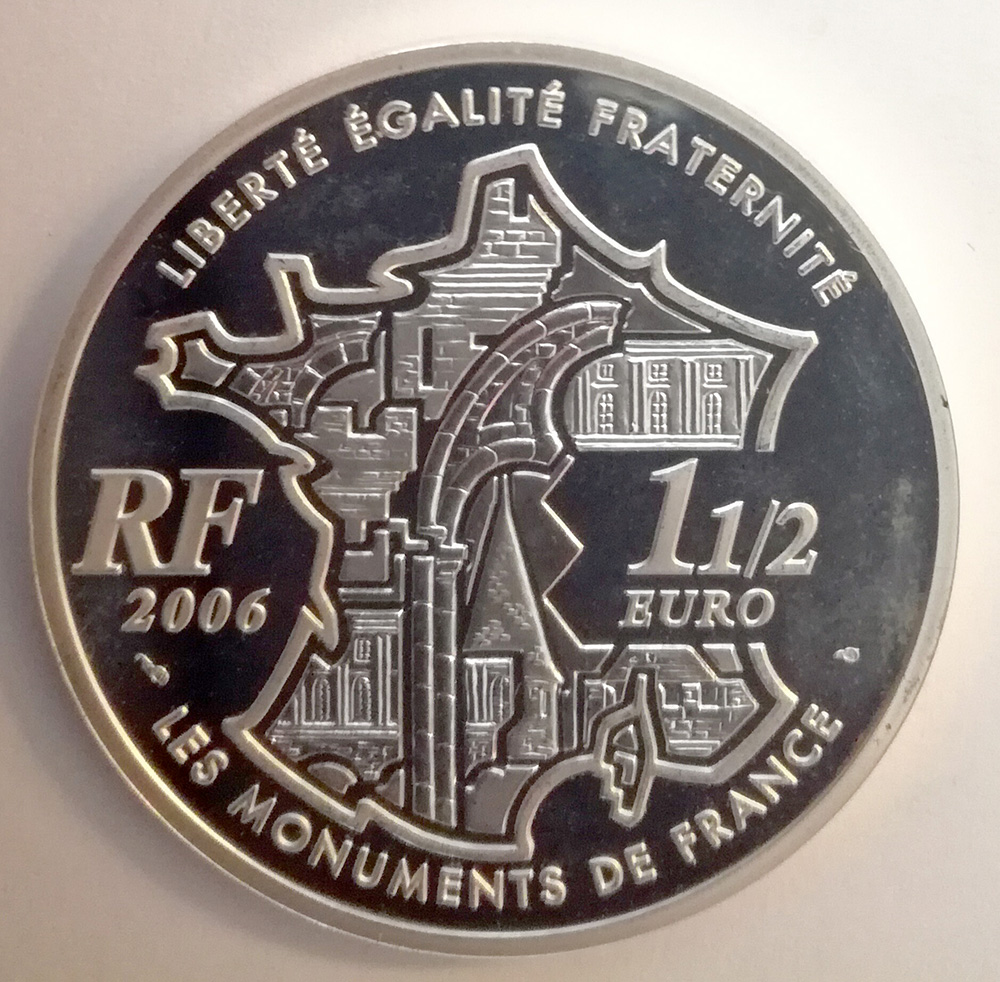 LIBERTÉ ÉGALITÉ FRATERNITÉ
RF
2006
1 1/2
EURO
LES MONUMENTS DE FRANCE